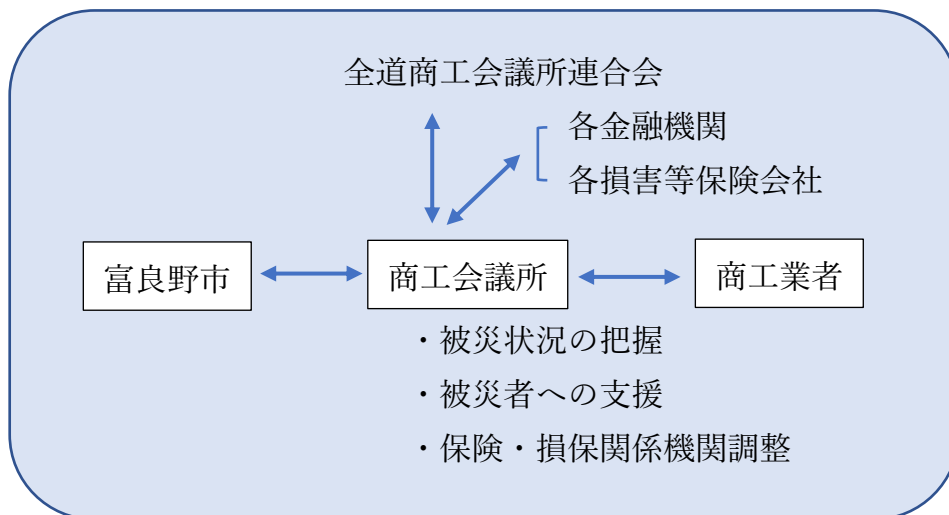 全道商工会議所連合会
各金融機関
各損害等保険会社
富良野市
商工会議所
商工業者
・被災状況の把握
・被災者への支援
・保険・損保関係機関調整